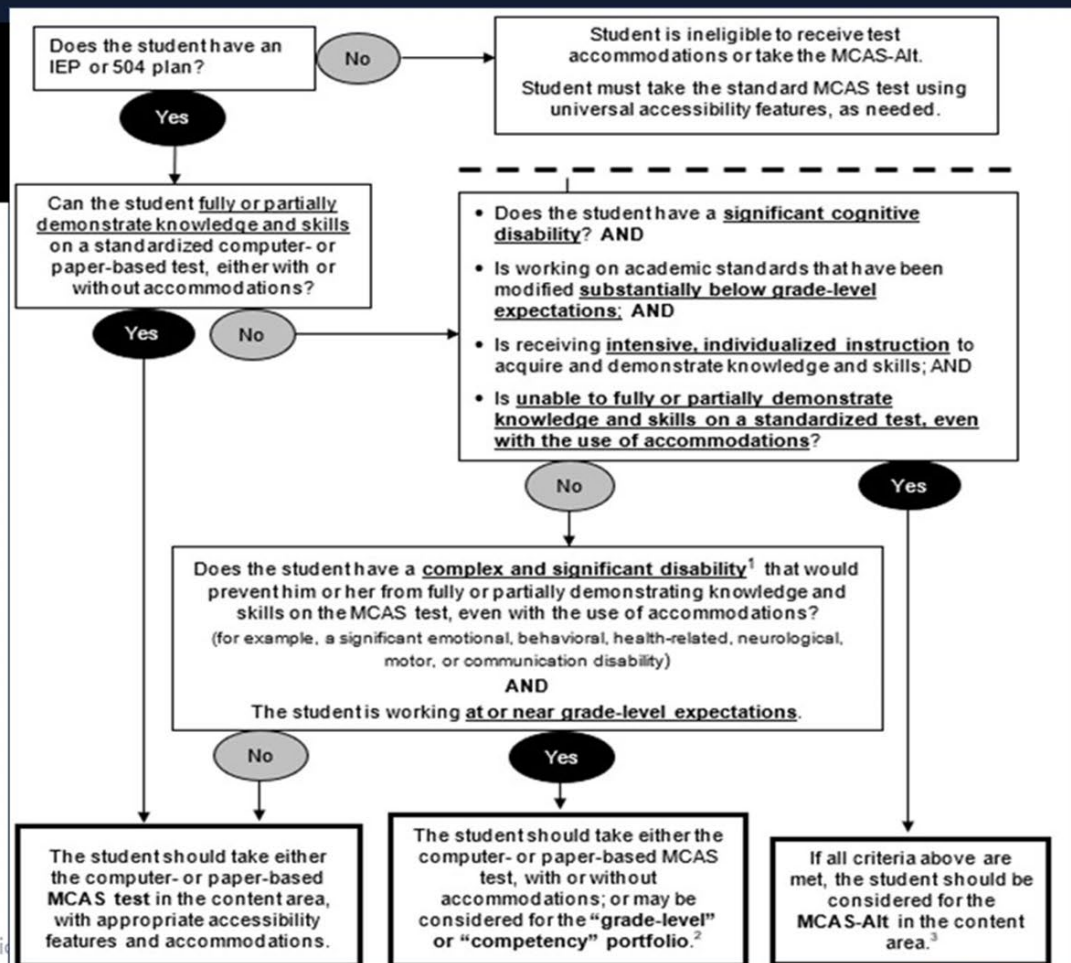 Does the student have an
IEP or 504 plan?
No
Student is ineligible to receive test
accommodations or take the MCAS-Alt.
Student must take the standard MCAS test using
universal accessibility features, as needed.
Yes
Can the student fully or partially
demonstrate knowledge and skills
on a standardized computer- or
paper-based test, either with or
without accommodations?
Yes
No
• Does the student have a significant cognitive
disability? AND
• Is working on academic standards that have been
modified substantially below grade-level
expectations; AND
• Is receiving intensive, individualized instruction to
acquire and demonstrate knowledge and skills; AND
• Is unable to fully or partially demonstrate
knowledge and skills on a standardized test, even
with the use of accommodations?
No
Yes
Does the student have a complex and significant disability¹ that would
prevent him or her from fully or partially demonstrating knowledge and
skills on the MCAS test, even with the use of accommodations?
(for example, a significant emotional, behavioral, health-related, neurological,
motor, or communication disability)
AND
The student is working at or near grade-level expectations.
No
Yes
The student should take either
the computer- or paper-based
MCAS test in the content area,
with appropriate accessibility
features and accommodations.
The student should take either the
computer- or paper-based MCAS
test, with or without
accommodations; or may be
considered for the “grade-level”
or “competency” portfolio.²
If all criteria above are
met, the student should be
considered for the
MCAS-Alt in the content
area.³